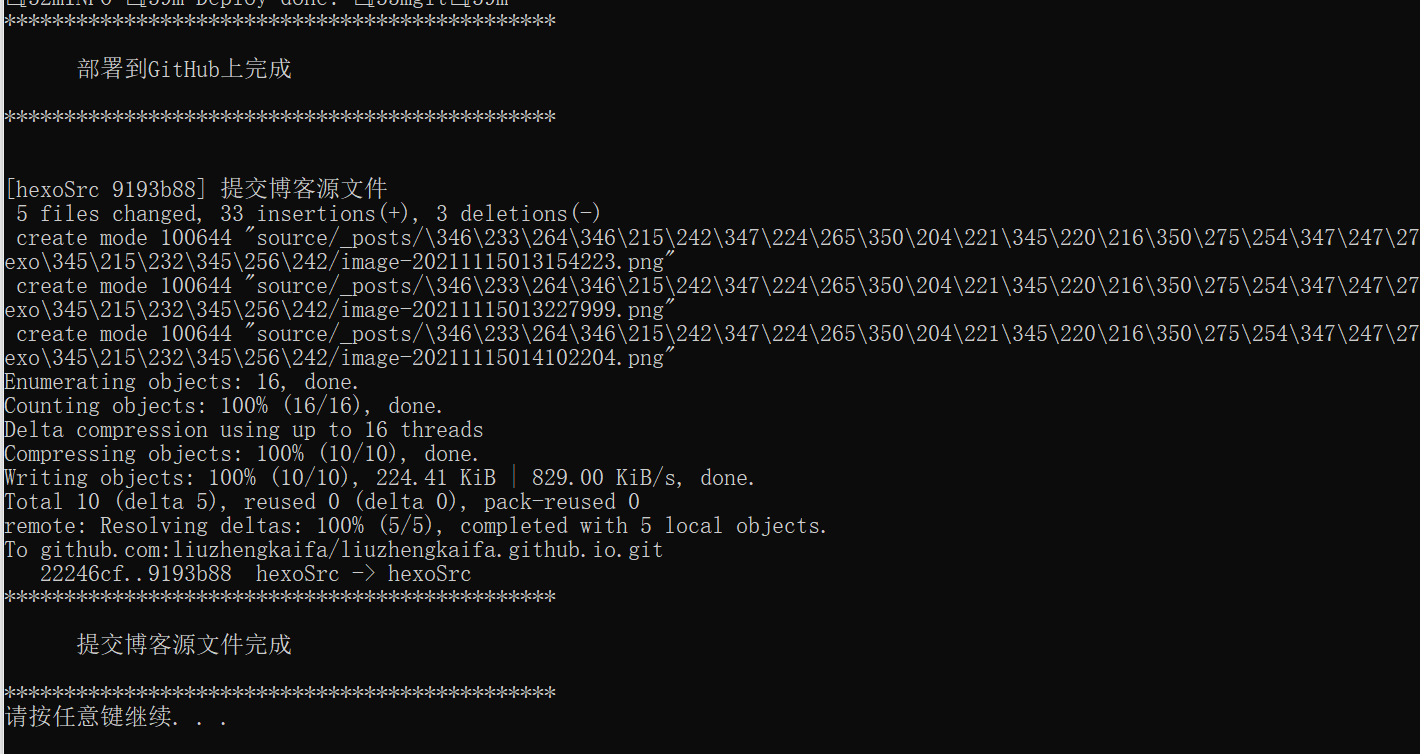 32mINFO 39m Deploy done: 35mgit 39m
**********************************************
部署到GitHub上完成
**********************************************
[hexoSrc 9193b88] 提交博客源文件
5 files changed, 33 insertions(+), 3 deletions(-)
create mode 100644 "source/_posts/\346\233\264\346\215\242\347\224\265\350\204\221\345\220\216\350\275\254\347\247\27
exo\345\215\232\345\256\242/image-20211115013154223.png"
create mode 100644 "source/_posts/\346\233\264\346\215\242\347\224\265\350\204\221\345\220\216\350\275\254\347\247\27
exo\345\215\232\345\256\242/image-20211115013227999.png"
create mode 100644 "source/_posts/\346\233\264\346\215\242\347\224\265\350\204\221\345\220\216\350\275\254\347\247\27
exo\345\215\232\345\256\242/image-20211115014102204.png"
Enumerating objects: 16, done.
Counting objects: 100% (16/16), done.
Delta compression using up to 16 threads
Compressing objects: 100% (10/10), done.
Writing objects: 100% (10/10), 224.41 KiB | 829.00 KiB/s, done.
Total 10 (delta 5), reused 0 (delta 0), pack-reused 0
remote: Resolving deltas: 100% (5/5), completed with 5 local objects.
To github.com:liuzhengkaifa/liuzhengkaifa.github.io.git
22246cf..9193b88  hexoSrc -> hexoSrc
**********************************************
提交博客源文件完成
**********************************************
请按任意键继续. . .